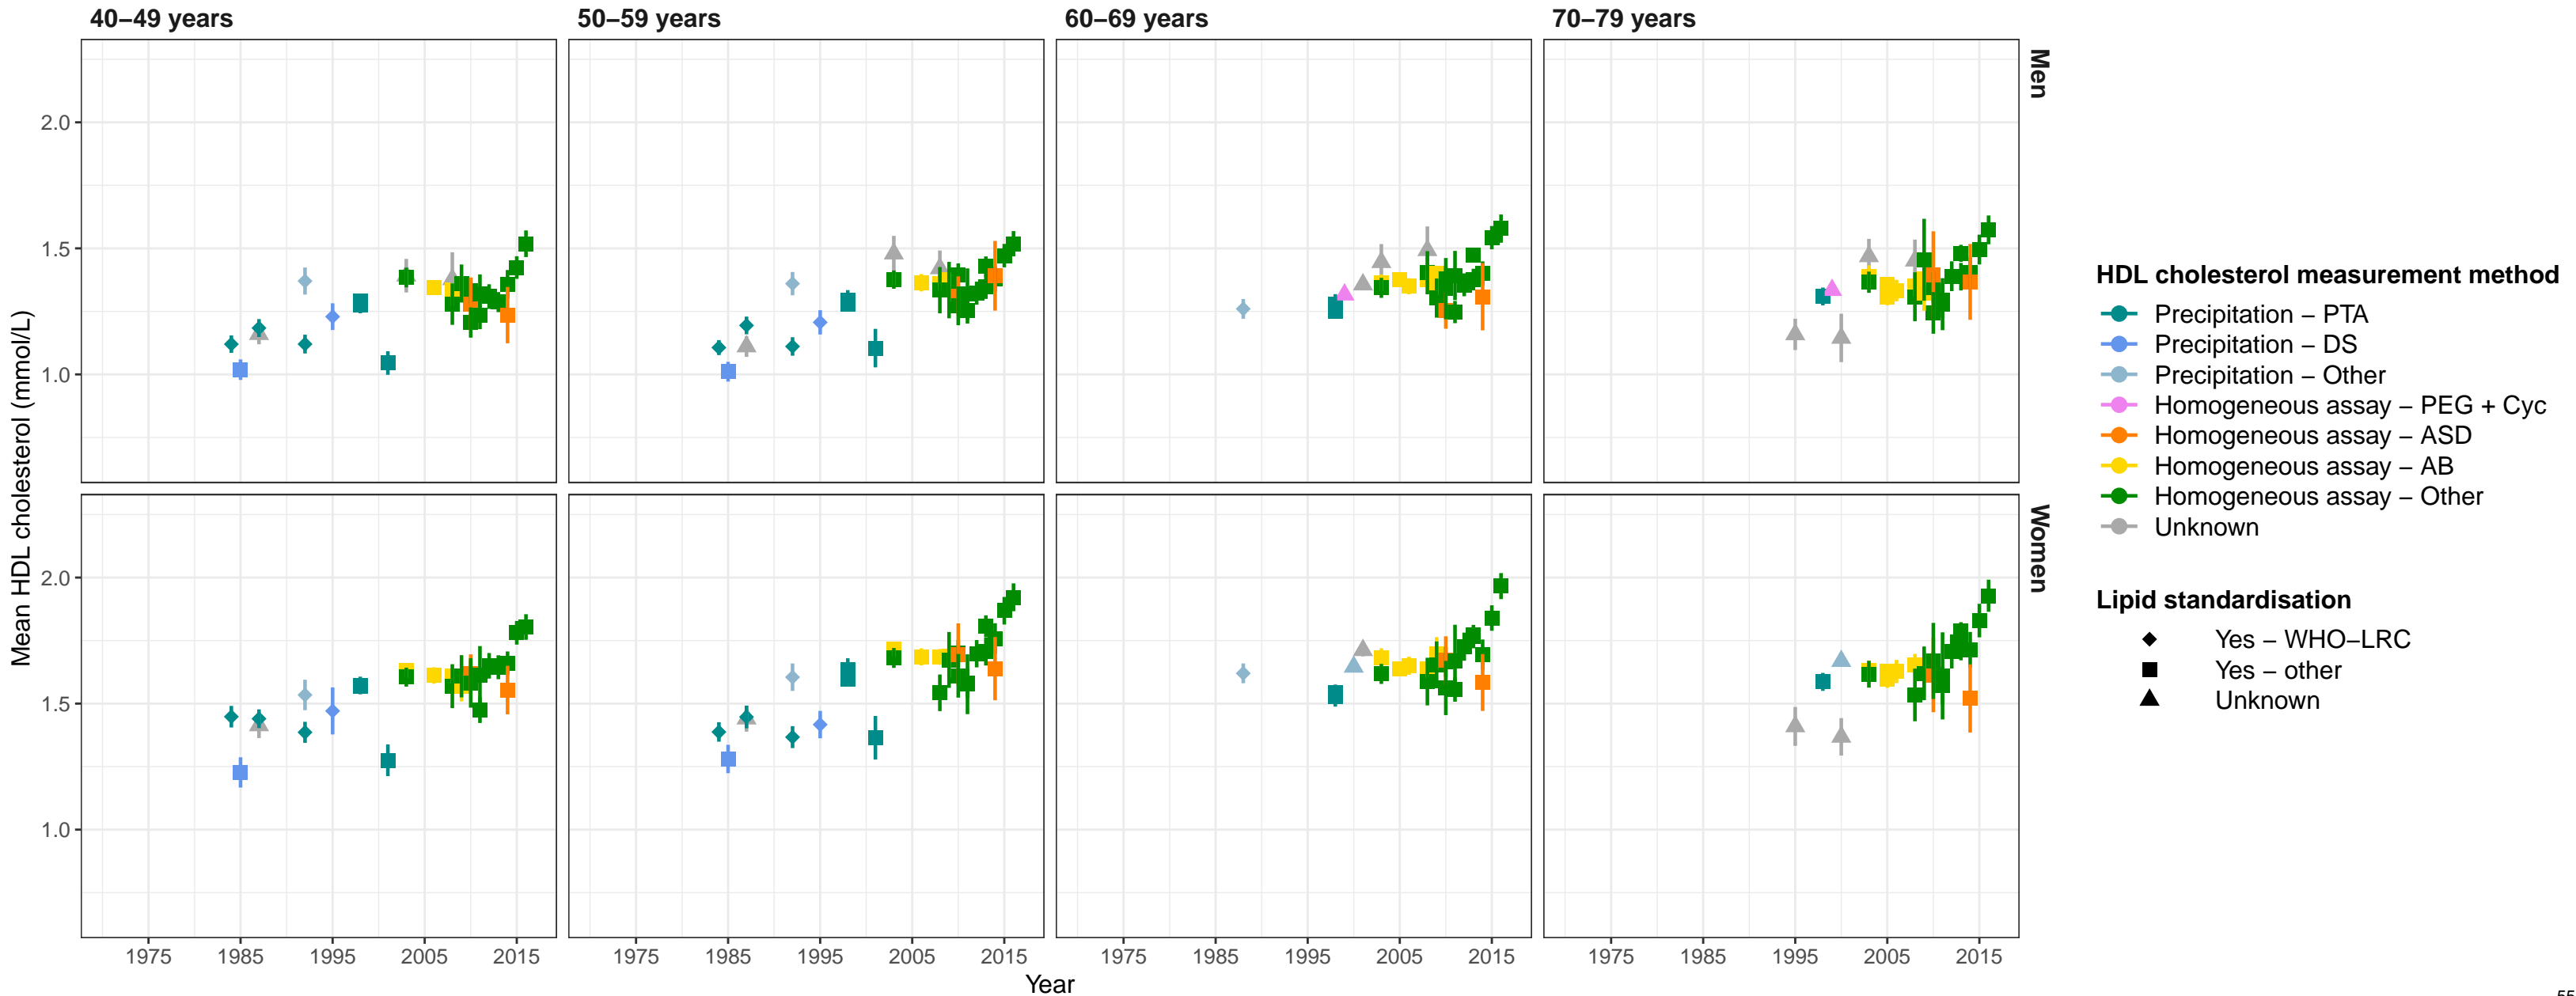 40–49 years
50–59 years
60–69 years
70–79 years
Men
2.0
1.5
1.0
Women
2.0
1.5
1.0
Mean HDL cholesterol (mmol/L)
1975 1985 1995 2005 2015
1975 1985 1995 2005 2015
1975 1985 1995 2005 2015
1975 1985 1995 2005 2015
Year
HDL cholesterol measurement method
Precipitation – PTA
Precipitation – DS
Precipitation – Other
Homogeneous assay – PEG + Cyc
Homogeneous assay – ASD
Homogeneous assay – AB
Homogeneous assay – Other
Unknown
Lipid standardisation
Yes – WHO–LRC
Yes – other
Unknown
55